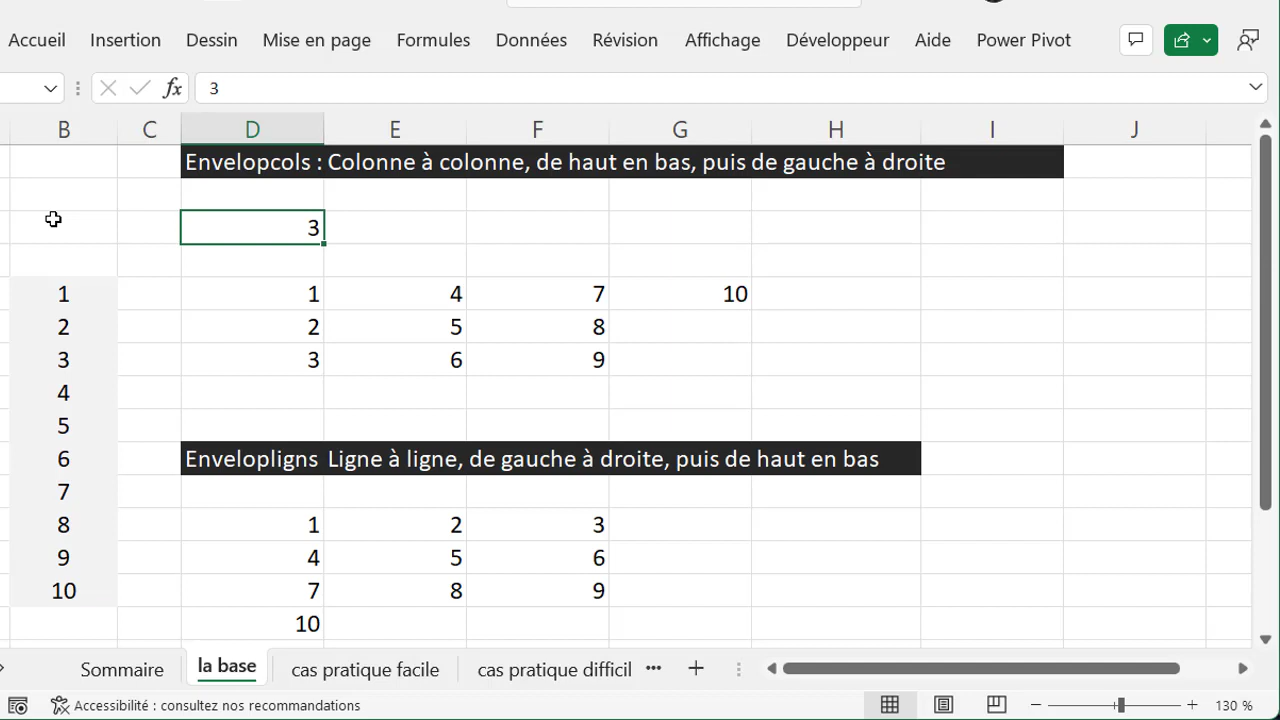 Accueil Insertion Dessin Mise en page Formules Données Révision Affichage Développeur Aide Power Pivot
fx 3
B C D E F G H I J
Envelopcols : Colonne à colonne, de haut en bas, puis de gauche à droite
3
1 1 4 7 10
2 2 5 8
3 3 6 9
4
5
6 Envelopligns Ligne à ligne, de gauche à droite, puis de haut en bas
7
8 1 2 3
9 4 5 6
10 7 8 9
10
Sommaire la base cas pratique facile cas pratique difficil ...
Accessibilité : consultez nos recommandations 130 %